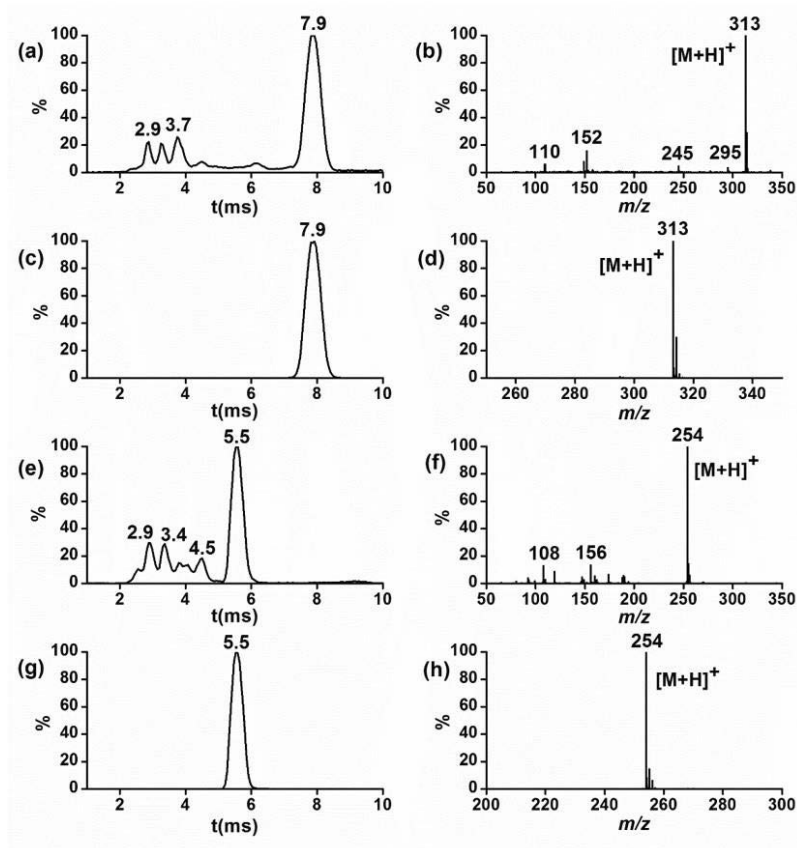 (a)
7.9
100
80
60
40
20
0
%
2.9
3.7
2 4 6 8 10
t(ms)
(b)
313
[M+H]+
100
80
60
40
20
0
%
110
152
245
295
50 100 150 200 250 300 350
m/z
(c)
7.9
100
80
60
40
20
0
%
2 4 6 8 10
t(ms)
(d)
313
[M+H]+
100
80
60
40
20
0
%
260 280 300 320 340
m/z
(e)
5.5
100
80
60
40
20
0
%
2.9
3.4
4.5
2 4 6 8 10
t(ms)
(f)
254
[M+H]+
100
80
60
40
20
0
%
108
156
50 100 150 200 250 300 350
m/z
(g)
5.5
100
80
60
40
20
0
%
2 4 6 8 10
t(ms)
(h)
254
[M+H]+
100
80
60
40
20
0
%
200 220 240 260 280 300
m/z